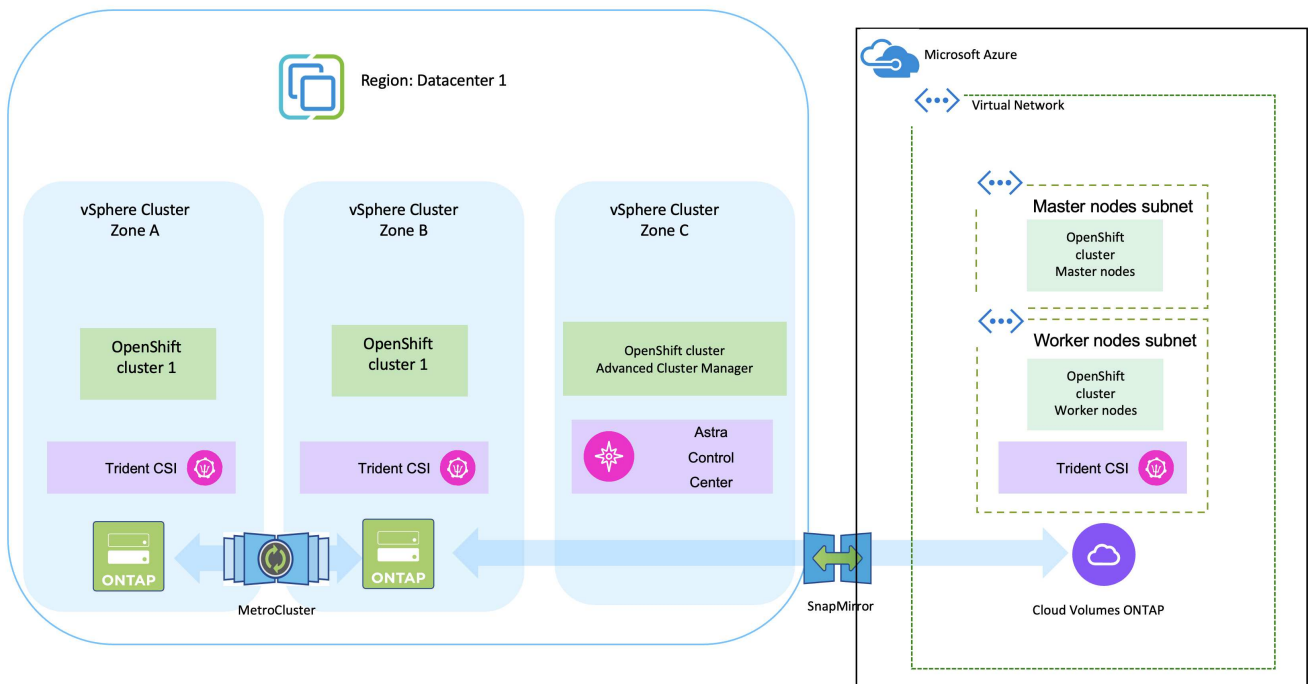 Region: Datacenter 1
vSphere Cluster
Zone A
OpenShift
cluster 1
Trident CSI
ONTAP
vSphere Cluster
Zone B
OpenShift
cluster 1
Trident CSI
ONTAP
MetroCluster
vSphere Cluster
Zone C
OpenShift cluster
Advanced Cluster Manager
Astra
Control
Center
SnapMirror
Microsoft Azure
Virtual Network
Master nodes subnet
OpenShift
cluster
Master nodes
Worker nodes subnet
OpenShift
cluster
Worker nodes
Trident CSI
Cloud Volumes ONTAP